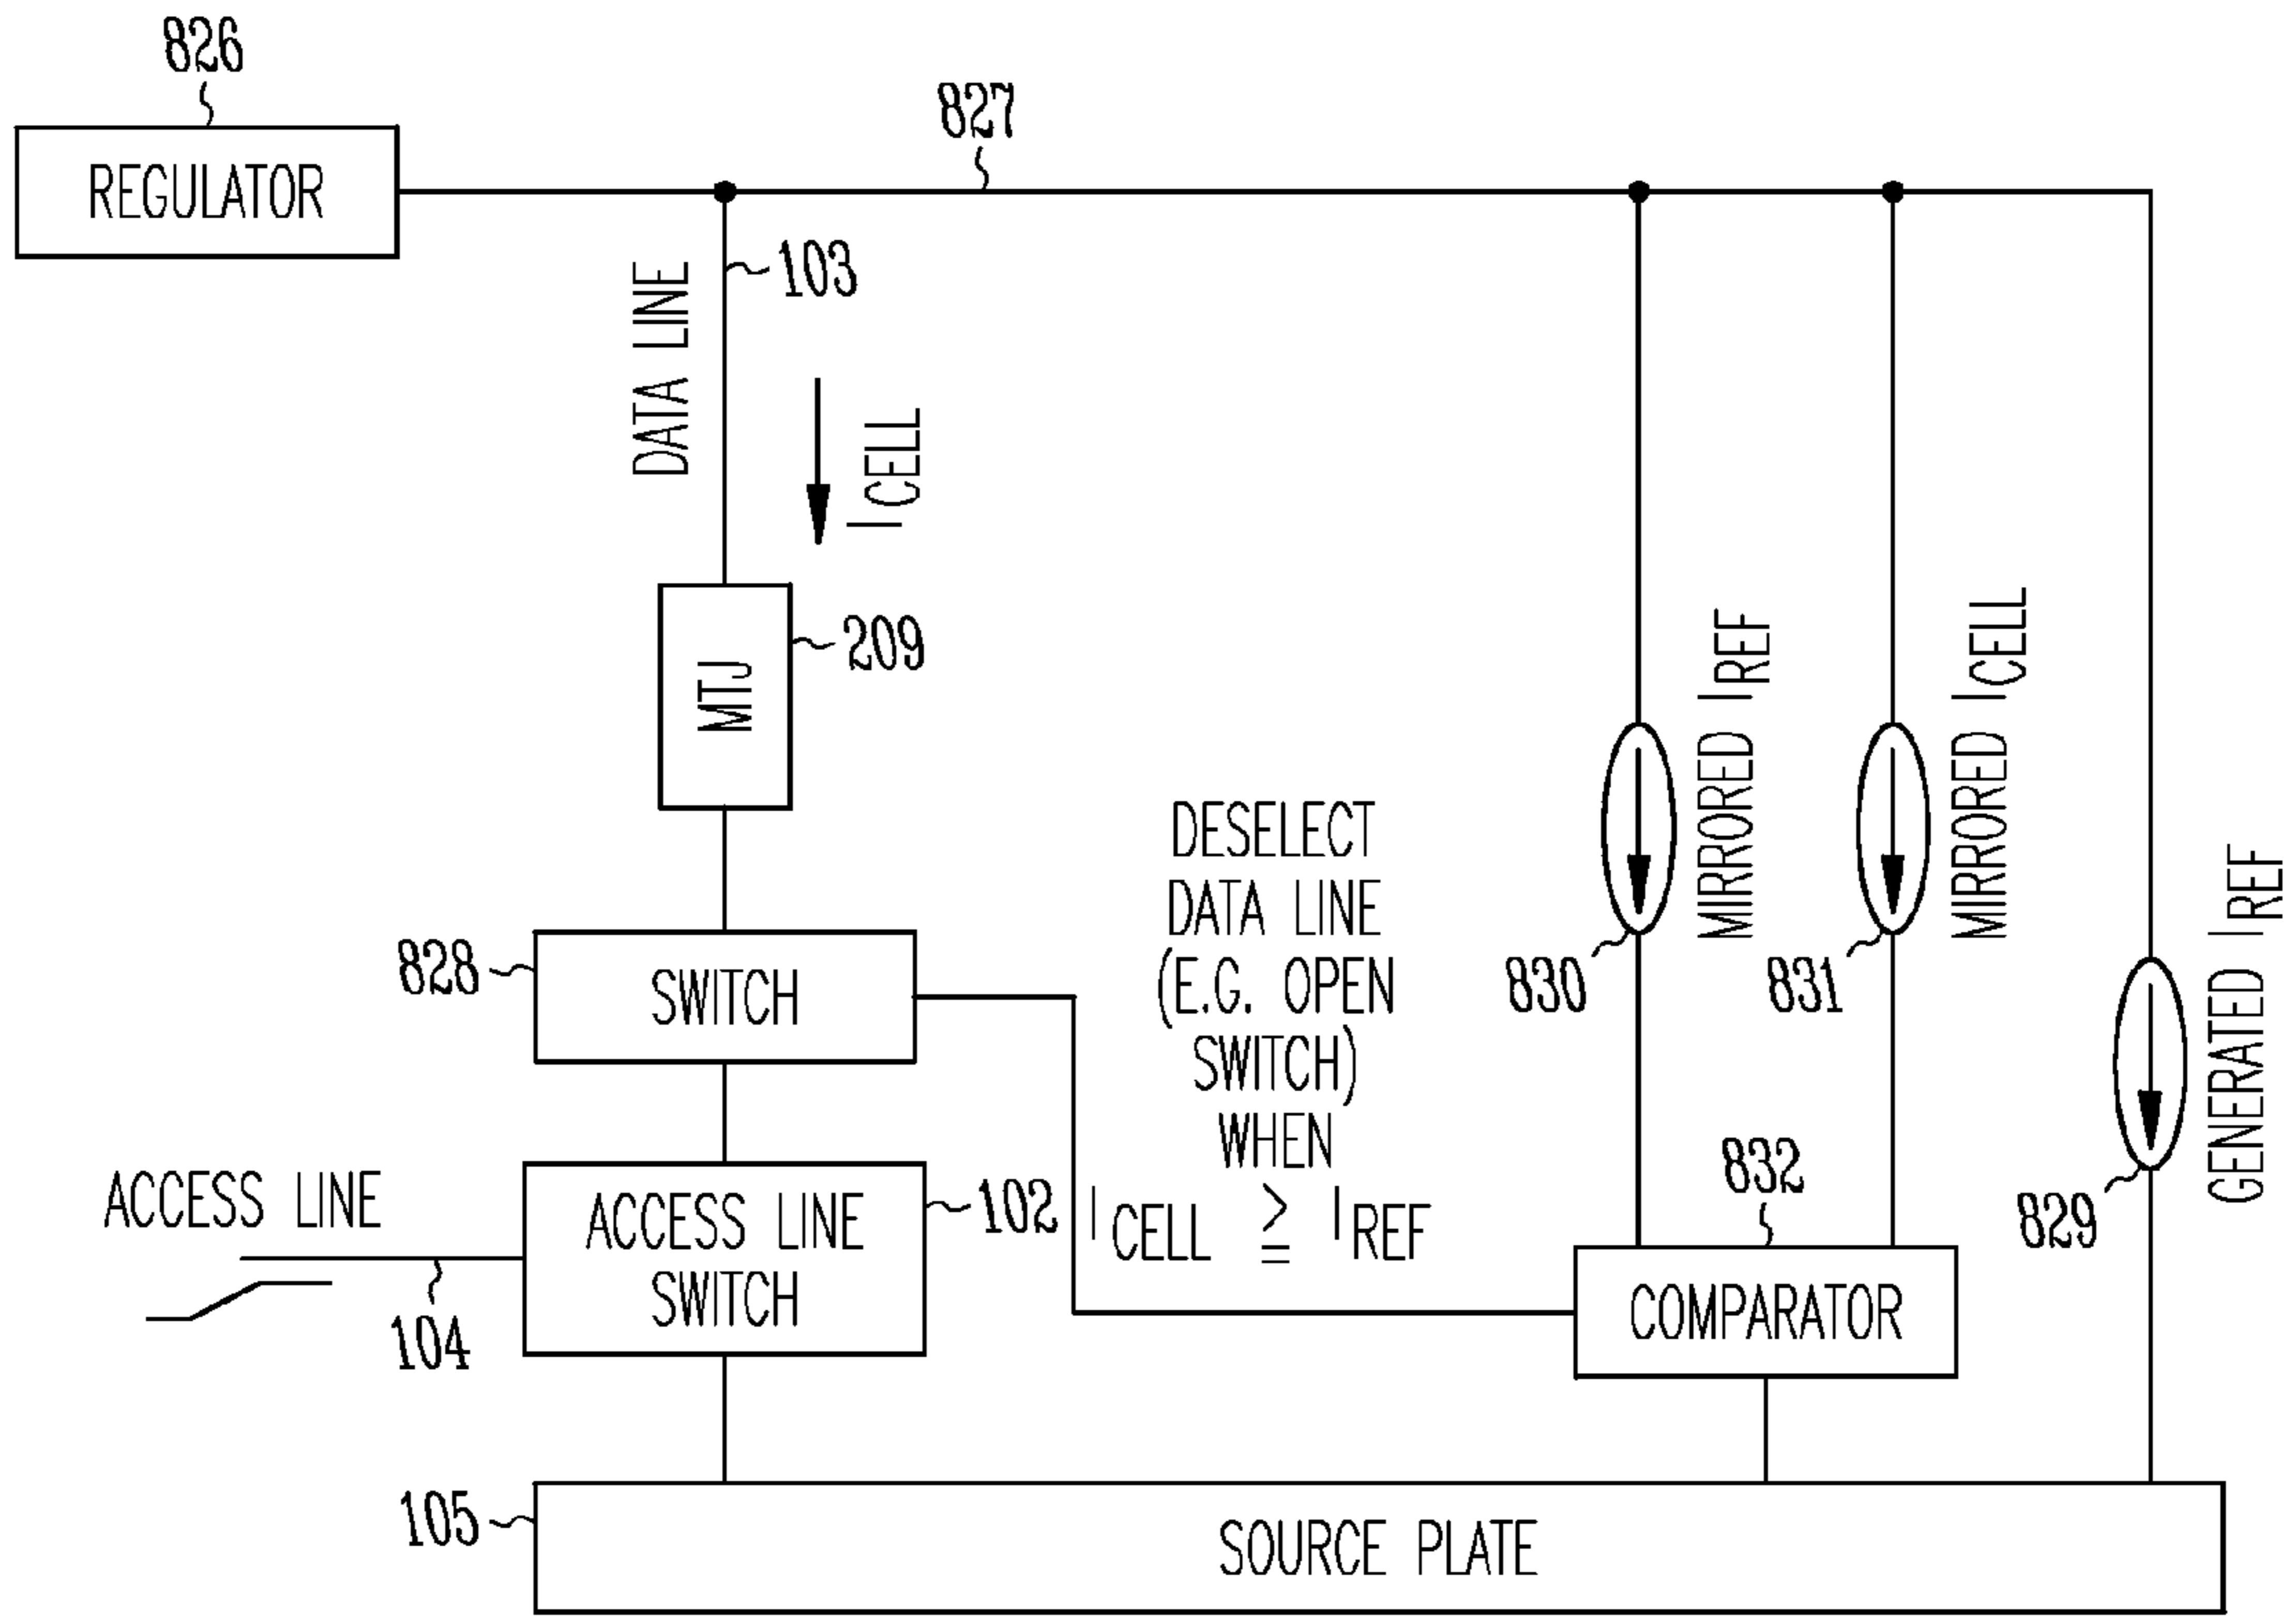 826
REGULATOR
827
103
DATA LINE
ICELL
MTJ
209
828
SWITCH
DESELECT
DATA LINE
(E.G. OPEN
SWITCH)
WHEN
ICELL ≧ IREF
830
MIRRORED IREF
831
MIRRORED ICELL
829
GENERATED IREF
ACCESS LINE
104
ACCESS LINE
SWITCH
102
832
COMPARATOR
105
SOURCE PLATE